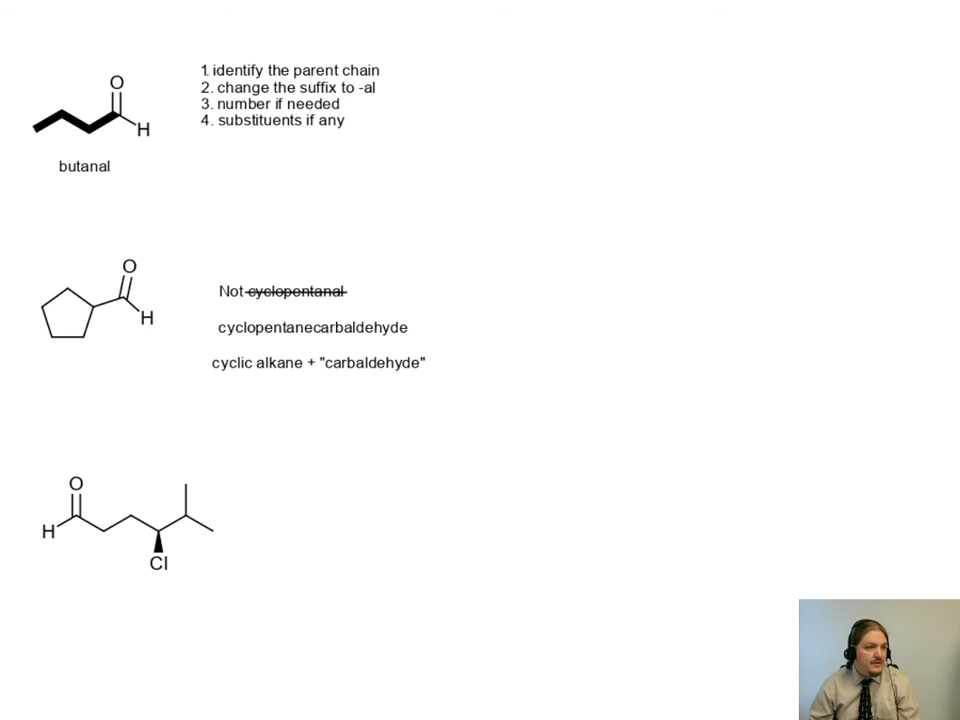 O
H
1. identify the parent chain
2. change the suffix to -al
3. number if needed
4. substituents if any
butanal
O
H
Not cyclopentanal
cyclopentanecarbaldehyde
cyclic alkane + "carbaldehyde"
O
H
Cl